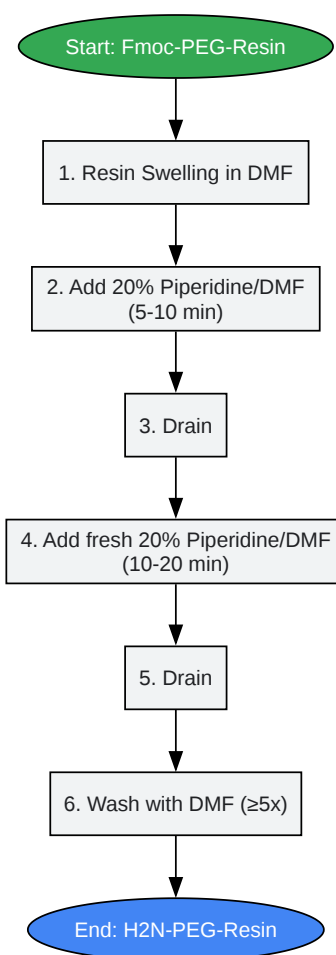 Start: Fmoc-PEG-Resin
1. Resin Swelling in DMF
2. Add 20% Piperidine/DMF
(5-10 min)
3. Drain
4. Add fresh 20% Piperidine/DMF
(10-20 min)
5. Drain
6. Wash with DMF (≥5x)
End: H2N-PEG-Resin